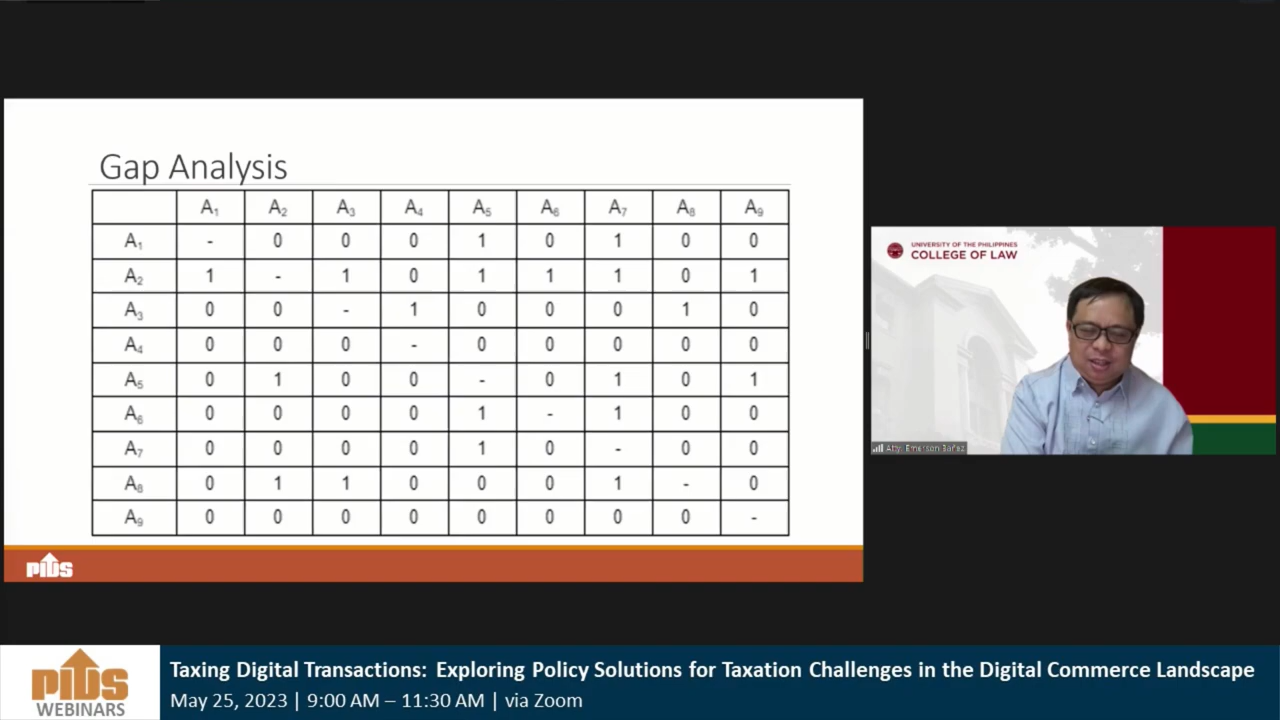 Gap Analysis
A₁ A₂ A₃ A₄ A₅ A₆ A₇ A₈ A₉
A₁ - 0 0 0 1 0 1 0 0
A₂ 1 - 1 0 1 1 1 0 1
A₃ 0 0 - 1 0 0 0 1 0
A₄ 0 0 0 - 0 0 0 0 0
A₅ 0 1 0 0 - 0 1 0 1
A₆ 0 0 0 0 1 - 1 0 0
A₇ 0 0 0 0 1 0 - 0 0
A₈ 0 1 1 0 0 0 1 - 0
A₉ 0 0 0 0 0 0 0 0 -
PIDS
UNIVERSITY OF THE PHILIPPINES
COLLEGE OF LAW
Atty. Emerson Bañez
PIDS
WEBINARS
Taxing Digital Transactions: Exploring Policy Solutions for Taxation Challenges in the Digital Commerce Landscape
May 25, 2023 | 9:00 AM – 11:30 AM | via Zoom